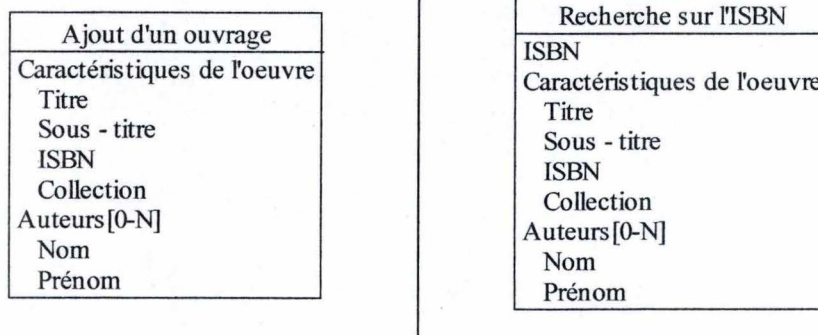 Ajout d'un ouvrage
Caractéristiques de l'oeuvre
Titre
Sous - titre
ISBN
Collection
Auteurs[0-N]
Nom
Prénom
Recherche sur l'ISBN
ISBN
Caractéristiques de l'oeuvre
Titre
Sous - titre
ISBN
Collection
Auteurs[0-N]
Nom
Prénom